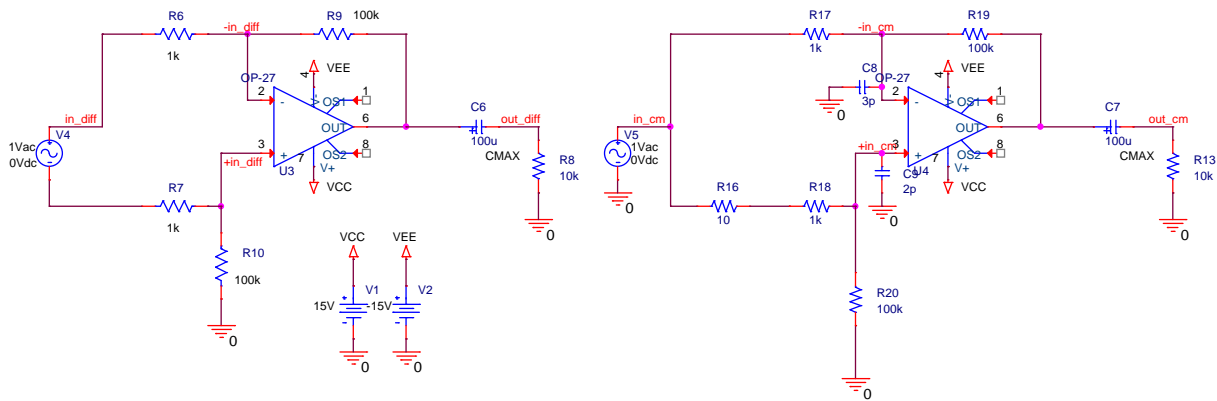 R6
1k
-in_diff
R9
100k
OP-27
VEE
4
2
-
V-
OS1
1
OUT
6
3
+
7
OS2
8
U3
V+
VCC
in_diff
V4
1Vac
0Vdc
+in_diff
R7
1k
R10
100k
0
C6
100u
CMAX
out_diff
R8
10k
0
VCC
VEE
V1
15V
V2
-15V
0
0
R17
1k
-in_cm
R19
100k
C8
3p
0
OP-27
VEE
4
2
-
OS1
1
OUT
6
3
+
7
OS2
8
U4
V+
VCC
in_cm
V5
1Vac
0Vdc
0
+in_cm
C9
2p
0
R16
10
R18
1k
R20
100k
0
C7
100u
CMAX
out_cm
R13
10k
0